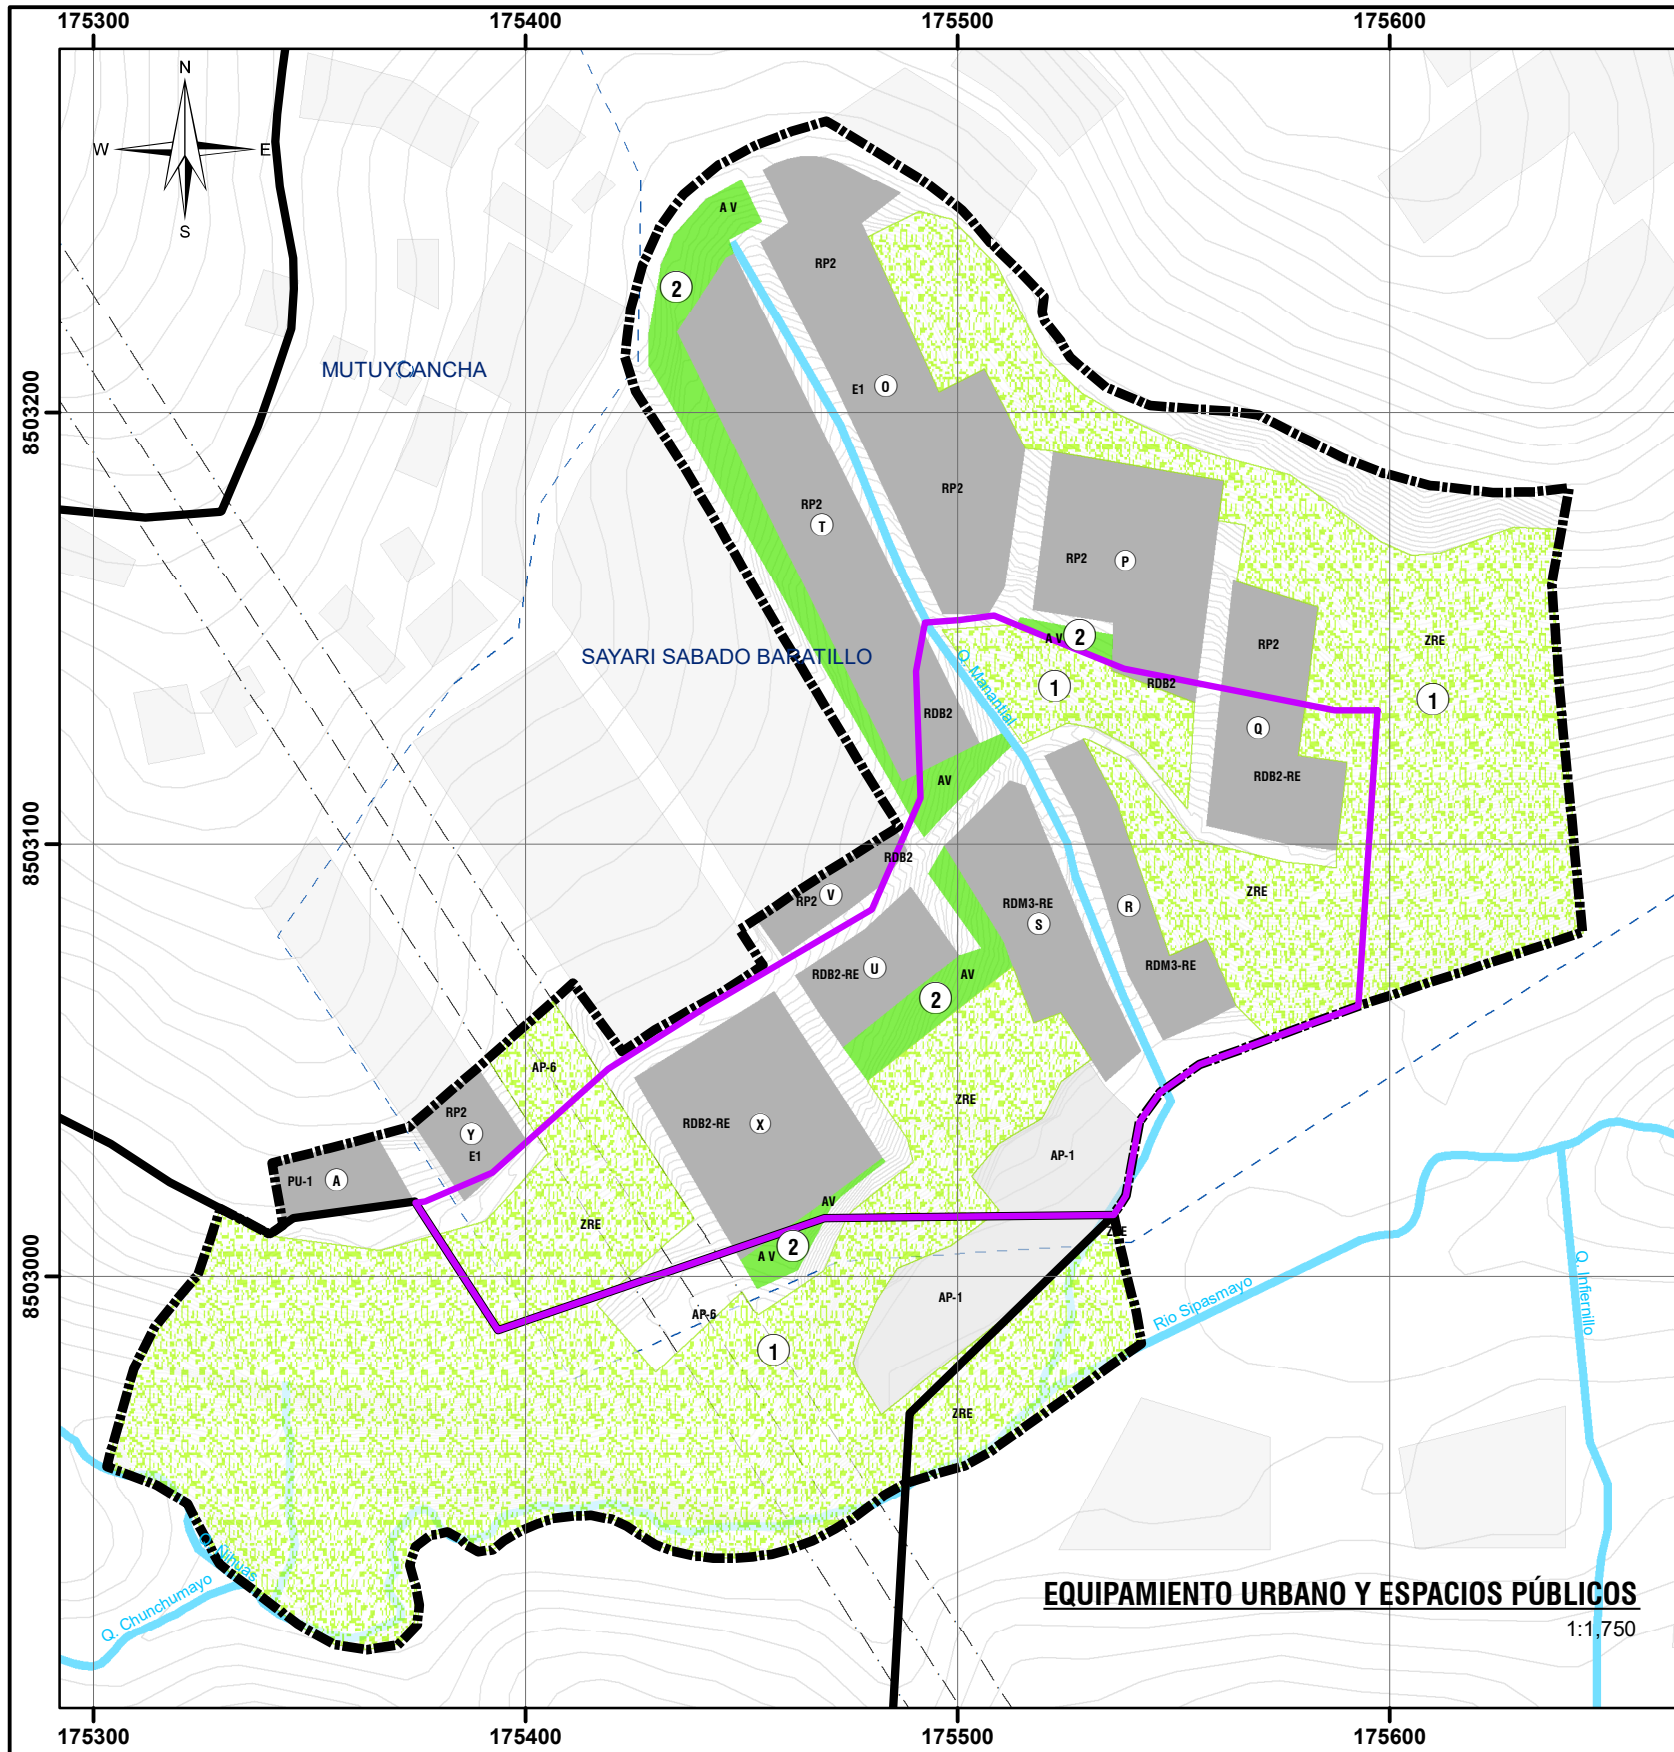 175300
175400
175500
175600
N
W
E
S
A V
2
RP2
MUTUYCANCHA
E1
O
8503200
RP2
RP2
T
RP2
P
A V
2
RP2
ZRE
SAYARI SABADO BARATILLO
Q. Manantial
1
RDB2
1
RDB2
Q
RDB2-RE
AV
8503100
RDB2
RP2
V
ZRE
RDM3-RE
R
S
RDB2-RE
U
AV
RDM3-RE
2
AP-6
ZRE
RP2
RDB2-RE
X
Y
E1
AP-1
PU-1
A
AV
ZRE
ZRE
2
A V
8503000
AP-1
Q. Infiernillo
AP-6
Rio Sipasmayo
1
ZRE
Q. Ñihuas
Q. Chunchumayo
EQUIPAMIENTO URBANO Y ESPACIOS PÚBLICOS
1:1,750
175300
175400
175500
175600